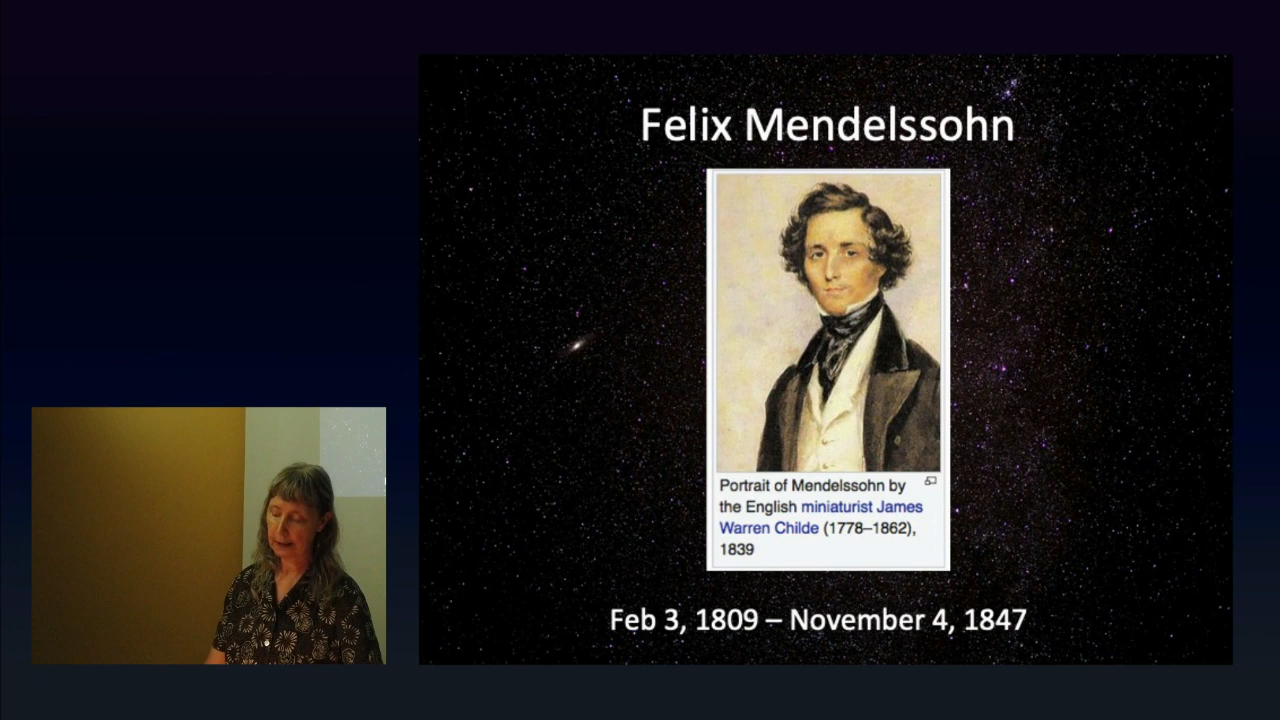 Felix Mendelssohn
Portrait of Mendelssohn by
the English miniaturist James
Warren Childe (1778–1862),
1839
Feb 3, 1809 – November 4, 1847